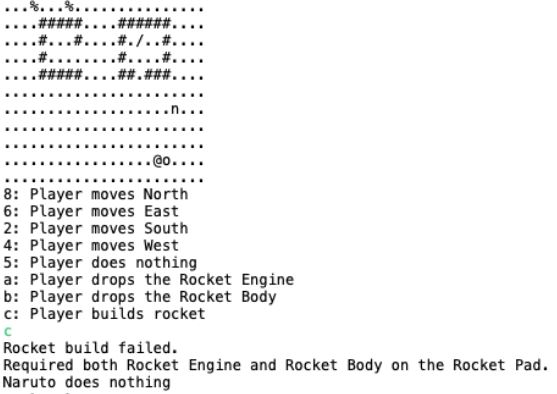 ...%...%...............
....#####....######....
....#...#....#./..#....
....#........#....#....
....#####....##.###....
.......................
...................n...
.......................
.......................
.................@o....
.......................
8: Player moves North
6: Player moves East
2: Player moves South
4: Player moves West
5: Player does nothing
a: Player drops the Rocket Engine
b: Player drops the Rocket Body
c: Player builds rocket
c
Rocket build failed.
Required both Rocket Engine and Rocket Body on the Rocket Pad.
Naruto does nothing